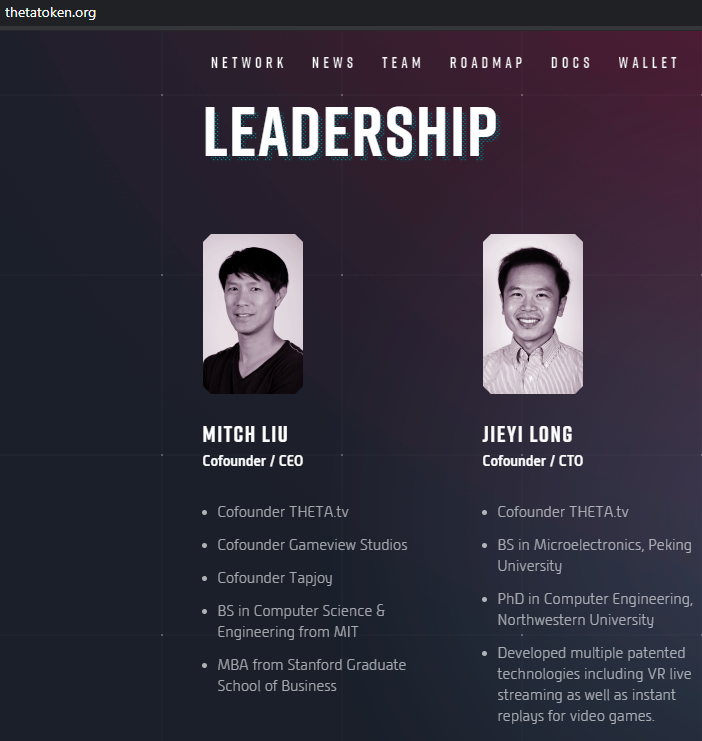 thetatoken.org
NETWORK NEWS TEAM ROADMAP DOCS WALLET
LEADERSHIP
MITCH LIU
Cofounder / CEO
• Cofounder THETA.tv
• Cofounder Gameview Studios
• Cofounder Tapjoy
• BS in Computer Science &
Engineering from MIT
• MBA from Stanford Graduate
School of Business
JIEYI LONG
Cofounder / CTO
• Cofounder THETA.tv
• BS in Microelectronics, Peking
University
• PhD in Computer Engineering,
Northwestern University
• Developed multiple patented
technologies including VR live
streaming as well as instant
replays for video games.